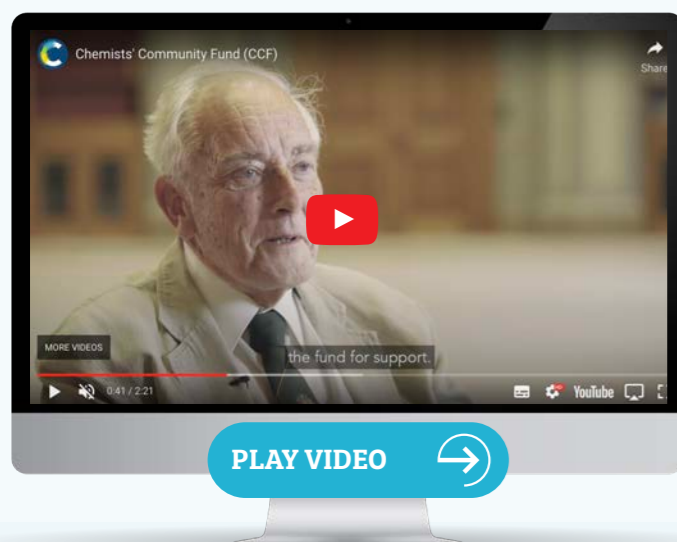 Chemists' Community Fund (CCF)
Share
MORE VIDEOS
the fund for support.
0:41 / 2:21
YouTube
PLAY VIDEO